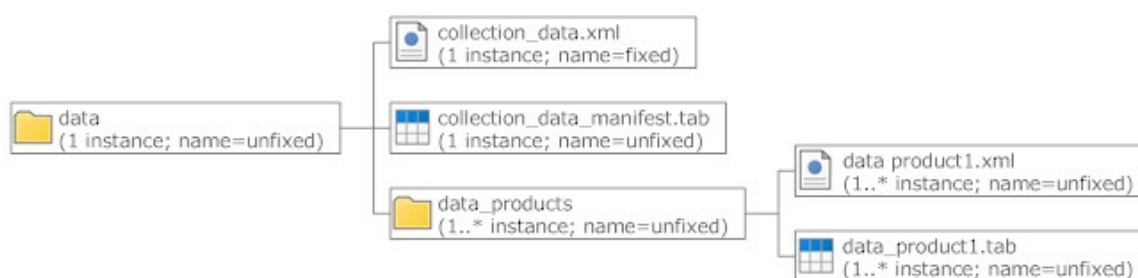 collection_data.xml
(1 instance; name=fixed)
data
(1 instance; name=unfixed)
collection_data_manifest.tab
(1 instance; name=unfixed)
data product1.xml
(1..* instance; name=unfixed)
data_products
(1..* instance; name=unfixed)
data_product1.tab
(1..* instance; name=unfixed)